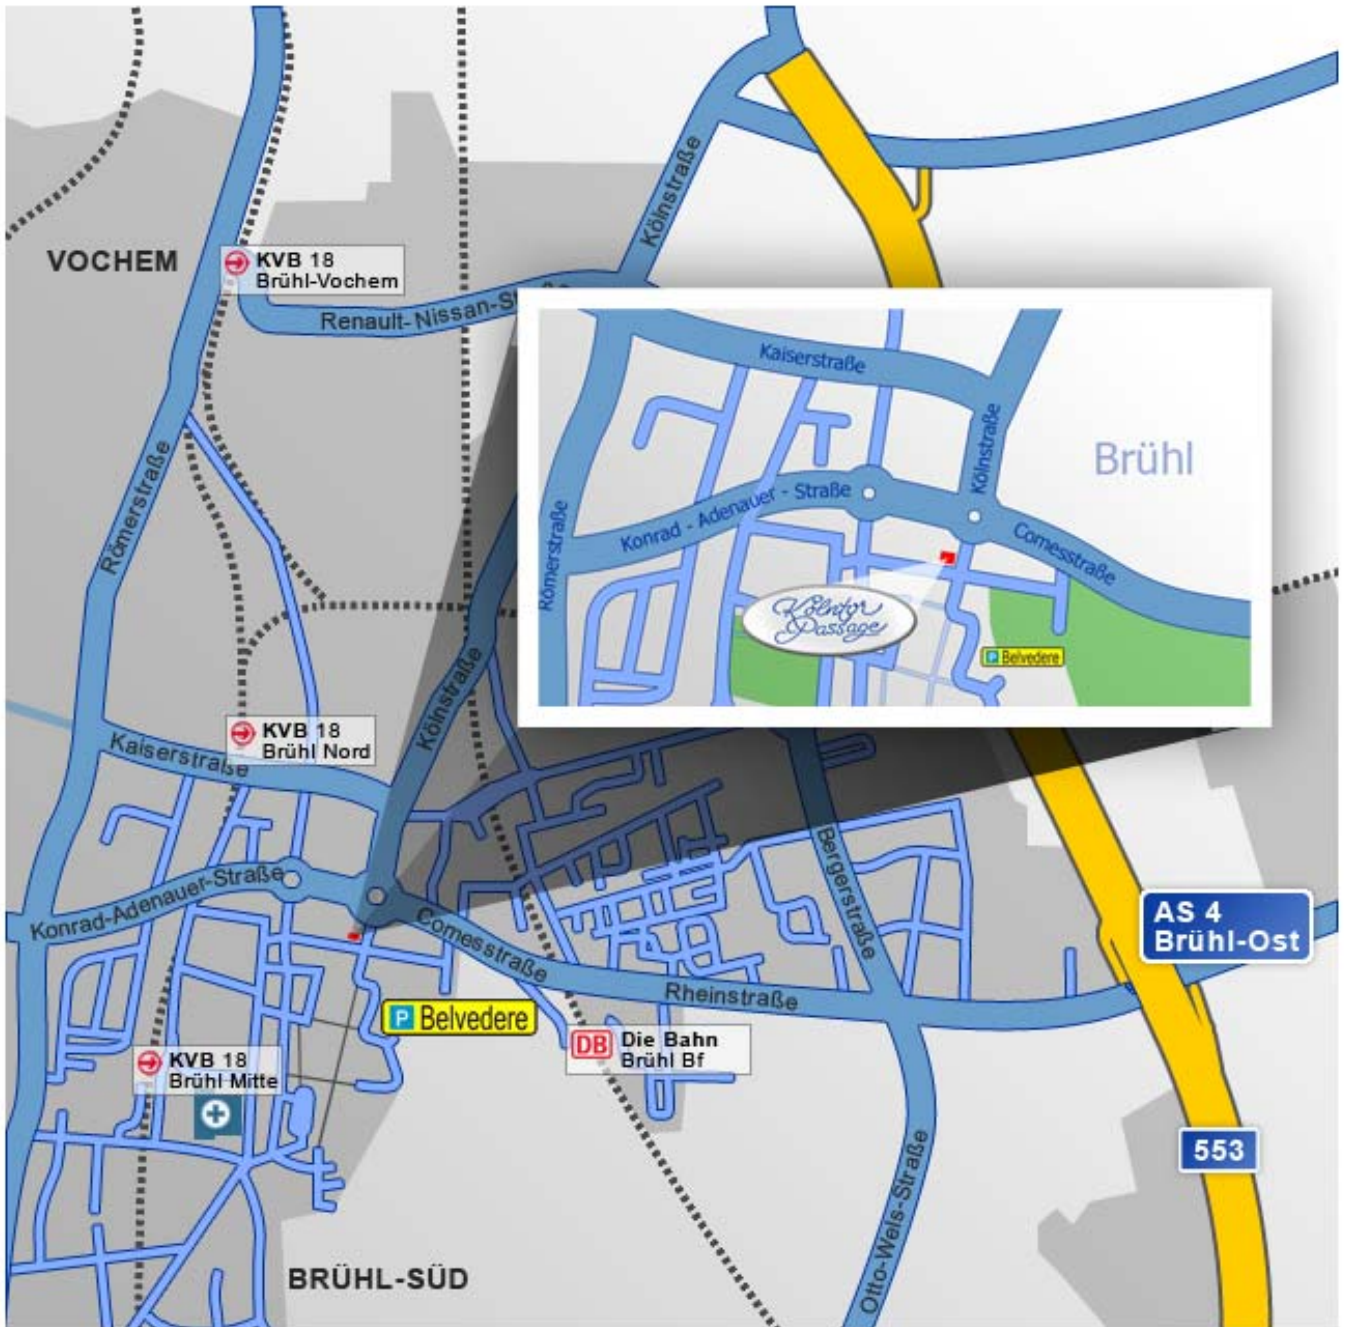 Kölnstraße
VOCHEM
KVB 18
Brühl-Vochem
Renault-Nissan-St
Kaiserstraße
Kölnstraße
Brühl
Konrad - Adenauer - Straße
Comesstraße
Römerstraße
Kölntor
Passage
P Belvedere
Römerstraße
Kölnstraße
KVB 18
Brühl Nord
Kaiserstraße
Bergerstraße
Konrad-Adenauer-Straße
Comesstraße
Rheinstraße
AS 4
Brühl-Ost
P Belvedere
DB Die Bahn
Brühl Bf
KVB 18
Brühl Mitte
553
Otto-Wels-Straße
BRÜHL-SÜD